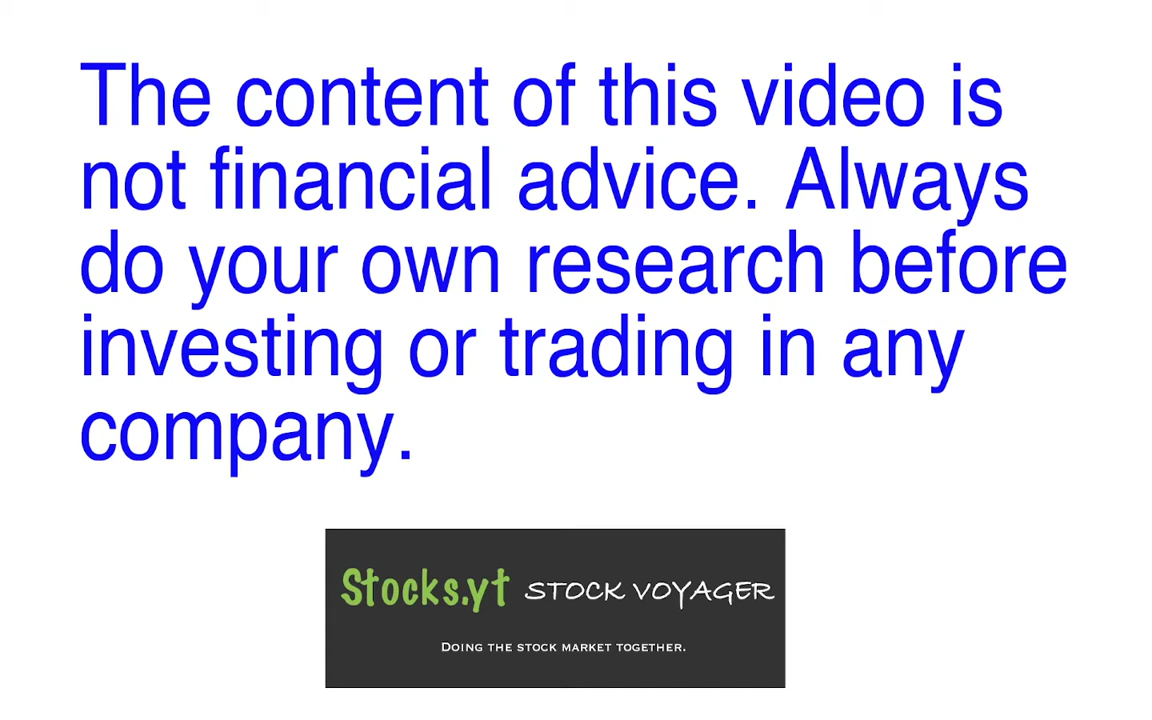 The content of this video is
not financial advice. Always
do your own research before
investing or trading in any
company.
Stocks.yt STOCK VOYAGER
Doing the stock market together.